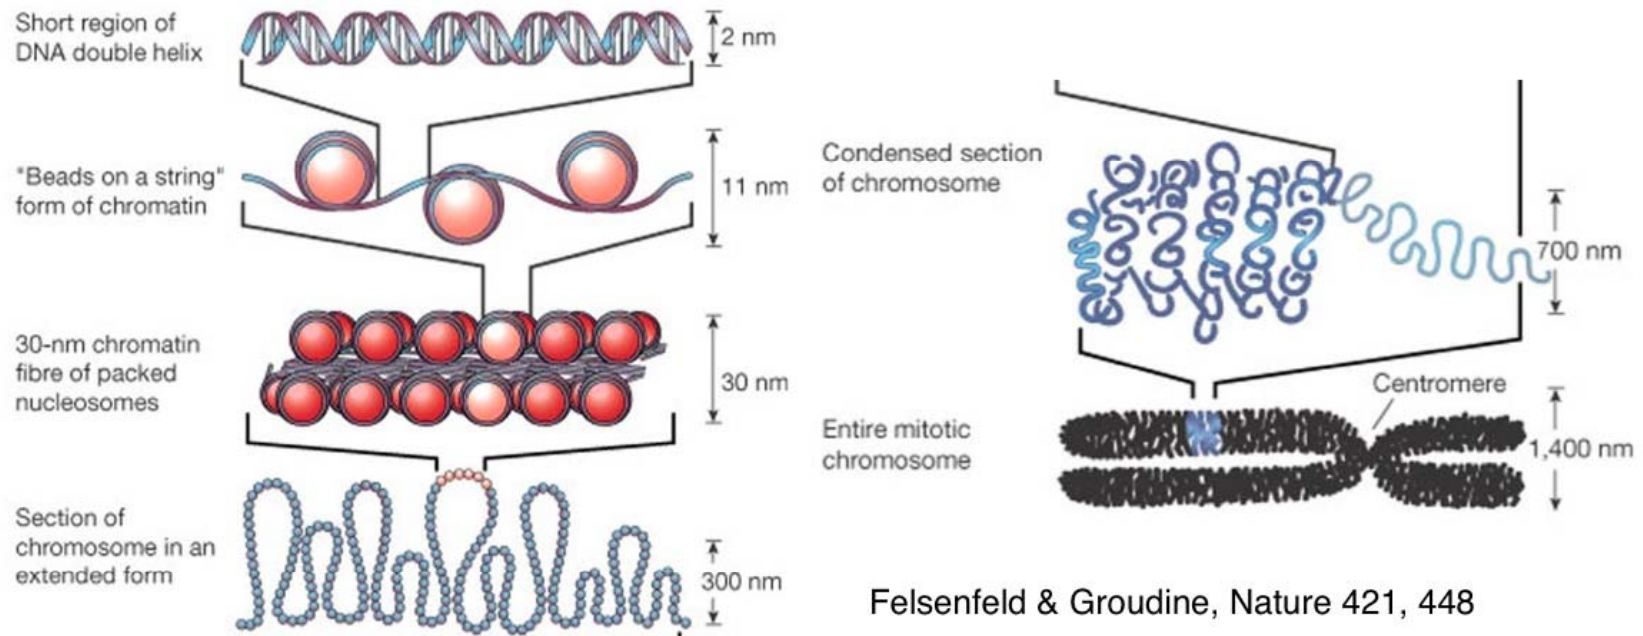 Short region of
DNA double helix
2 nm
"Beads on a string"
form of chromatin
11 nm
30-nm chromatin
fibre of packed
nucleosomes
30 nm
Section of
chromosome in an
extended form
300 nm
Condensed section
of chromosome
700 nm
Centromere
Entire mitotic
chromosome
1,400 nm
Felsenfeld & Groudine, Nature 421, 448